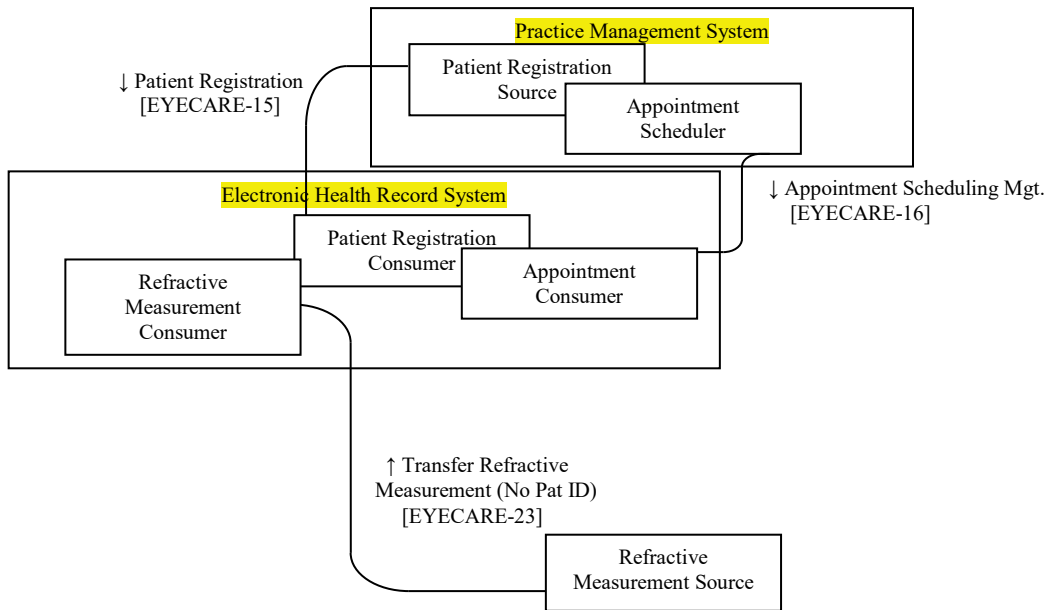 Practice Management System
Patient Registration
Source
Appointment
Scheduler
↓ Patient Registration
[EYECARE-15]
Electronic Health Record System
↓ Appointment Scheduling Mgt.
[EYECARE-16]
Patient Registration
Consumer
Appointment
Consumer
Refractive
Measurement
Consumer
↑ Transfer Refractive
Measurement (No Pat ID)
[EYECARE-23]
Refractive
Measurement Source